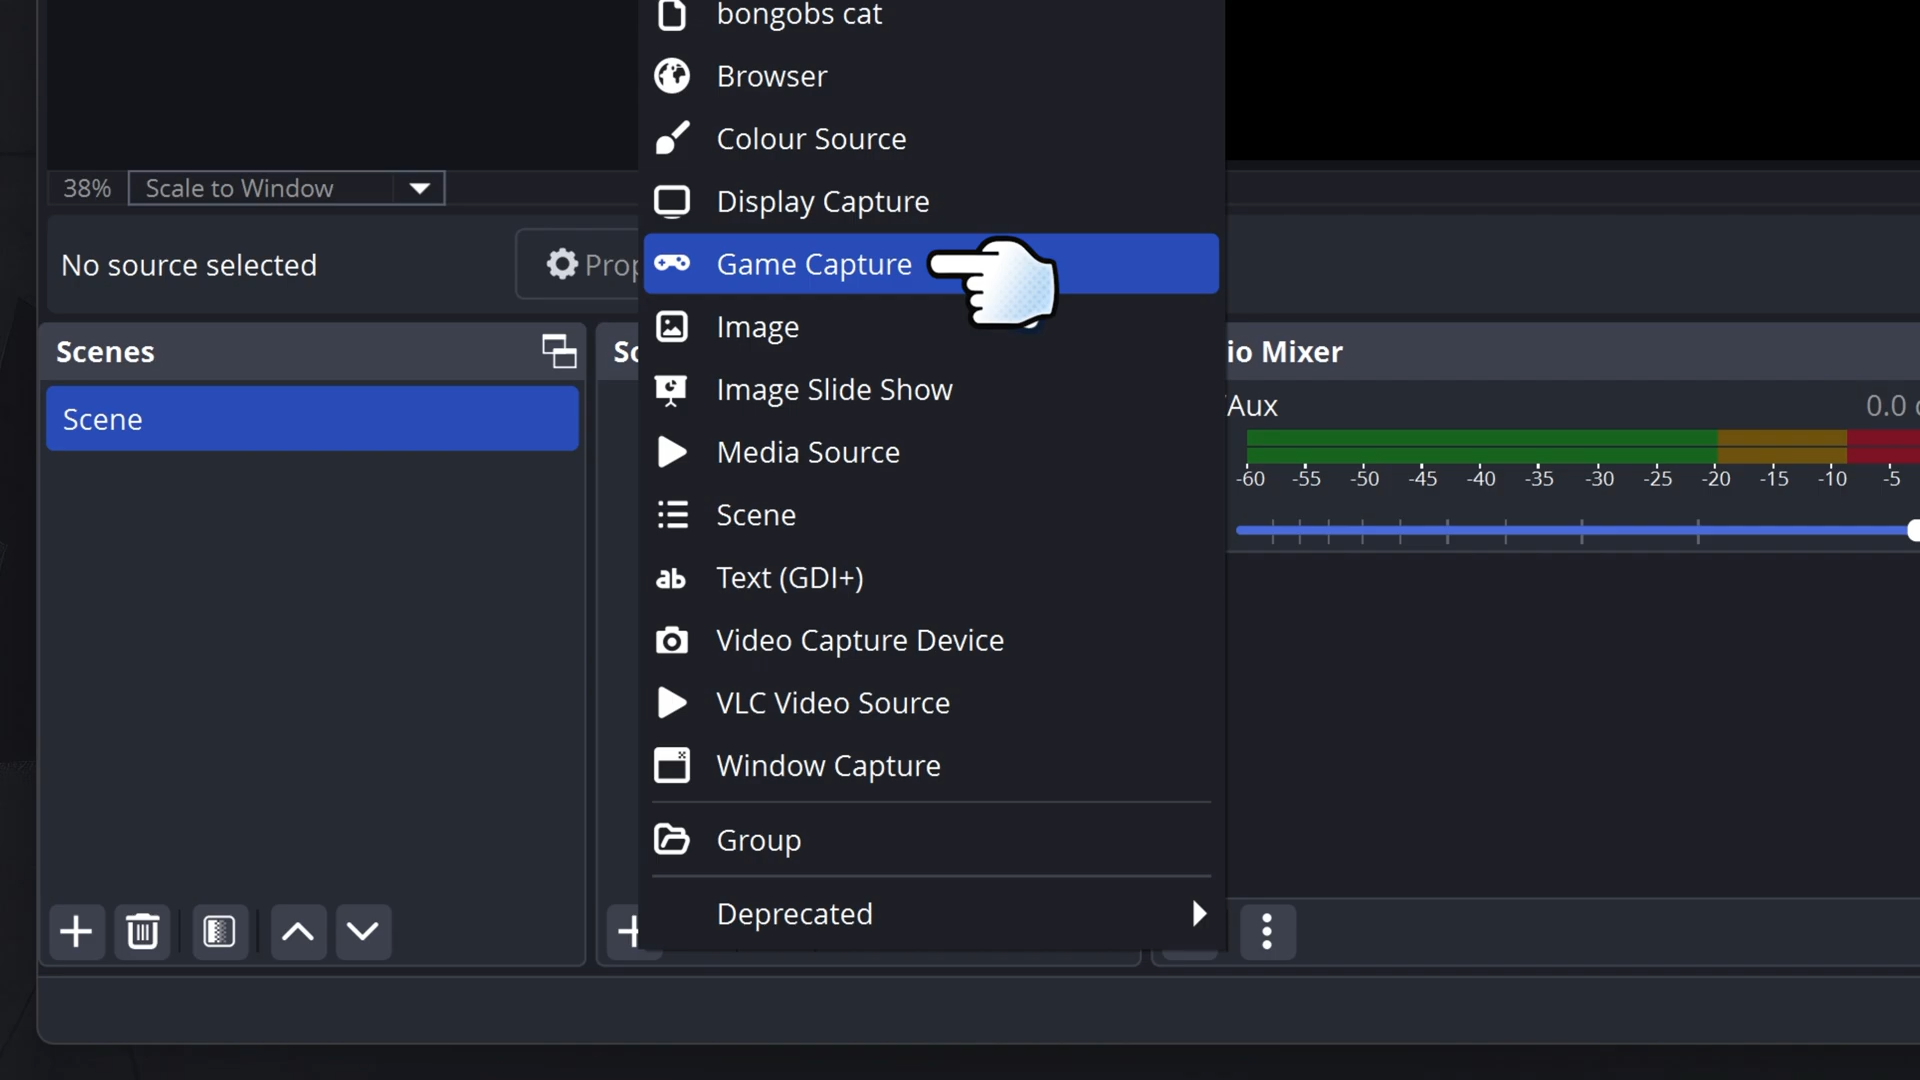 bongobs cat
Browser
Colour Source
Display Capture
38%
Scale to Window
No source selected
Prop
Game Capture
Image
Image Slide Show
Media Source
Scene
Text (GDI+)
Video Capture Device
VLC Video Source
Window Capture
Group
Deprecated
Scenes
Scene
So
io Mixer
Aux
0.0
-60 -55 -50 -45 -40 -35 -30 -25 -20 -15 -10 -5
ab